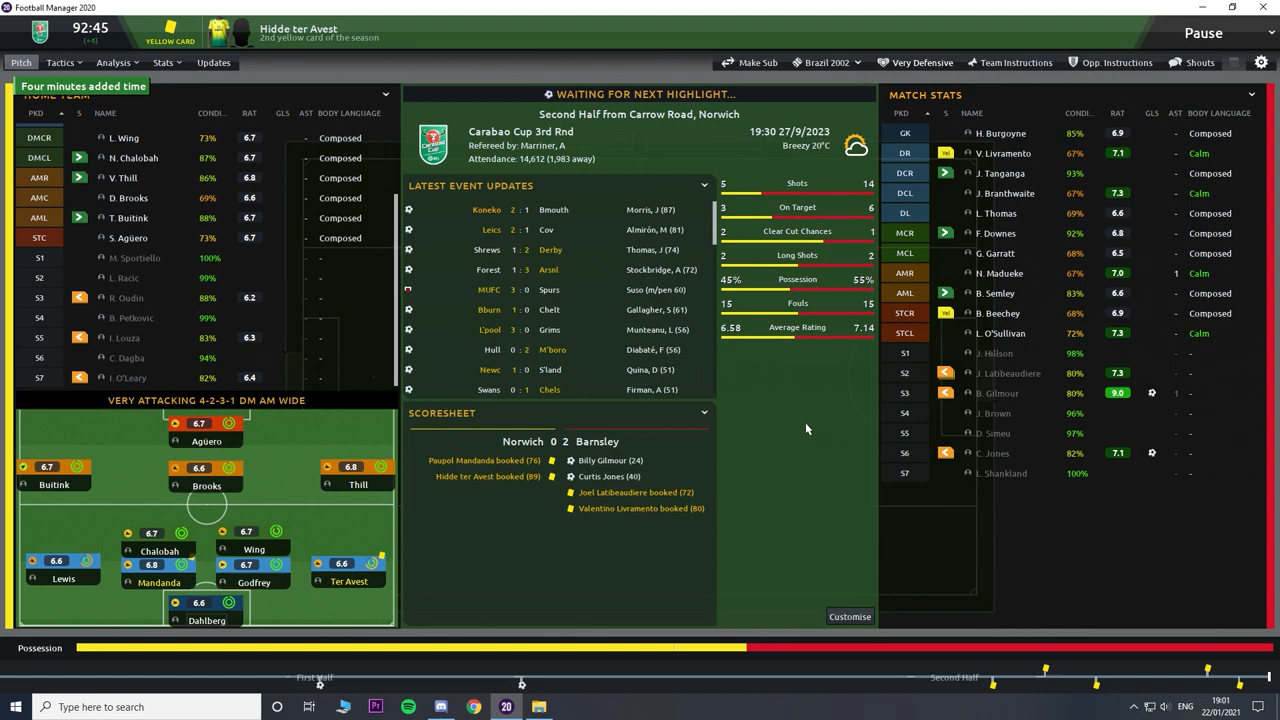 Football Manager 2020
92:45
(+4)
YELLOW CARD
Hidde ter Avest
2nd yellow card of the season
Pause
Pitch Tactics Analysis Stats Updates
Make Sub Brazil 2002 Very Defensive Team Instructions Opp. Instructions Shouts
Four minutes added time
PKD S NAME CONDI... RAT GLS AST BODY LANGUAGE
DMCR L. Wing 73% 6.7 - Composed
DMCL N. Chalobah 87% 6.7 - Composed
AMR V. Thill 86% 6.8 - Composed
AMC D. Brooks 69% 6.6 - Composed
AML T. Buitink 88% 6.7 - Composed
STC S. Agüero 73% 6.7 - Composed
S1 M. Sportiello 100% - -
S2 L. Racic 99% - -
S3 R. Oudin 88% 6.2 - -
S4 B. Petkovic 94% - -
S5 I. Louza 83% 6.3 - -
S6 C. Dagba 94% - -
S7 I. O'Leary 82% 6.4 - -
VERY ATTACKING 4-2-3-1 DM AM WIDE
6.7
Agüero
6.7 6.6 6.8
Buitink Brooks Thill
6.7 6.7
Chalobah Wing
6.6 6.8 6.7 6.6
Lewis Mandanda Godfrey Ter Avest
6.6
Dahlberg
WAITING FOR NEXT HIGHLIGHT...
Second Half from Carrow Road, Norwich
Carabao Cup 3rd Rnd
Refereed by: Marriner, A
Attendance: 14,612 (1,983 away)
19:30 27/9/2023
Breezy 20°C
LATEST EVENT UPDATES
Koneko 2 : 1 Bmouth Morris, J (87)
Leics 2 : 1 Cov Almirón, M (81)
Shrews 1 : 2 Derby Thomas, J (74)
Forest 1 : 3 Arsnl Stockbridge, A (72)
MUFC 3 : 0 Spurs Suso (m/pen 60)
Bburn 1 : 0 Chelt Gallagher, S (61)
L'pool 3 : 0 Grims Munteanu, L (56)
Hull 0 : 2 M'boro Diabaté, F (56)
Newc 1 : 0 S'land Quina, D (51)
Swans 0 : 1 Chels Firman, A (51)
5 Shots 14
3 On Target 6
2 Clear Cut Chances 1
2 Long Shots 2
45% Possession 55%
15 Fouls 15
6.58 Average Rating 7.14
SCORESHEET
Norwich 0 2 Barnsley
Paupol Mandanda booked (76) Billy Gilmour (24)
Hidde ter Avest booked (89) Curtis Jones (40)
Joel Latibeaudiere booked (72)
Valentino Livramento booked (80)
Customise
MATCH STATS
PKD S NAME CONDI... RAT GLS AST BODY LANGUAGE
GK H. Burgoyne 85% 6.9 - Composed
DR Yel V. Livramento 67% 7.1 - Calm
DCR J. Tanganga 93% - Composed
DCL J. Branthwaite 67% 7.3 - Calm
DL L. Thomas 69% 6.6 - Composed
MCR F. Downes 92% 6.8 - Composed
MCL G. Garratt 68% 6.5 - Composed
AMR N. Madueke 67% 7.0 1 Calm
AML B. Semley 83% 6.6 - Composed
STCR Yel B. Beechey 68% 6.9 - Composed
STCL L. O'Sullivan 72% 7.3 - Calm
S1 J. Hillson 98% - -
S2 J. Latibeaudiere 80% 7.3 - -
S3 B. Gilmour 80% 9.0 1 -
S4 J. Brown 96% - -
S5 D. Simeu 97% - -
S6 C. Jones 82% 7.1 - -
S7 L. Shankland 100% - -
Possession
First Half Second Half
Type here to search
Pr
20
ENG
19:01
22/01/2021